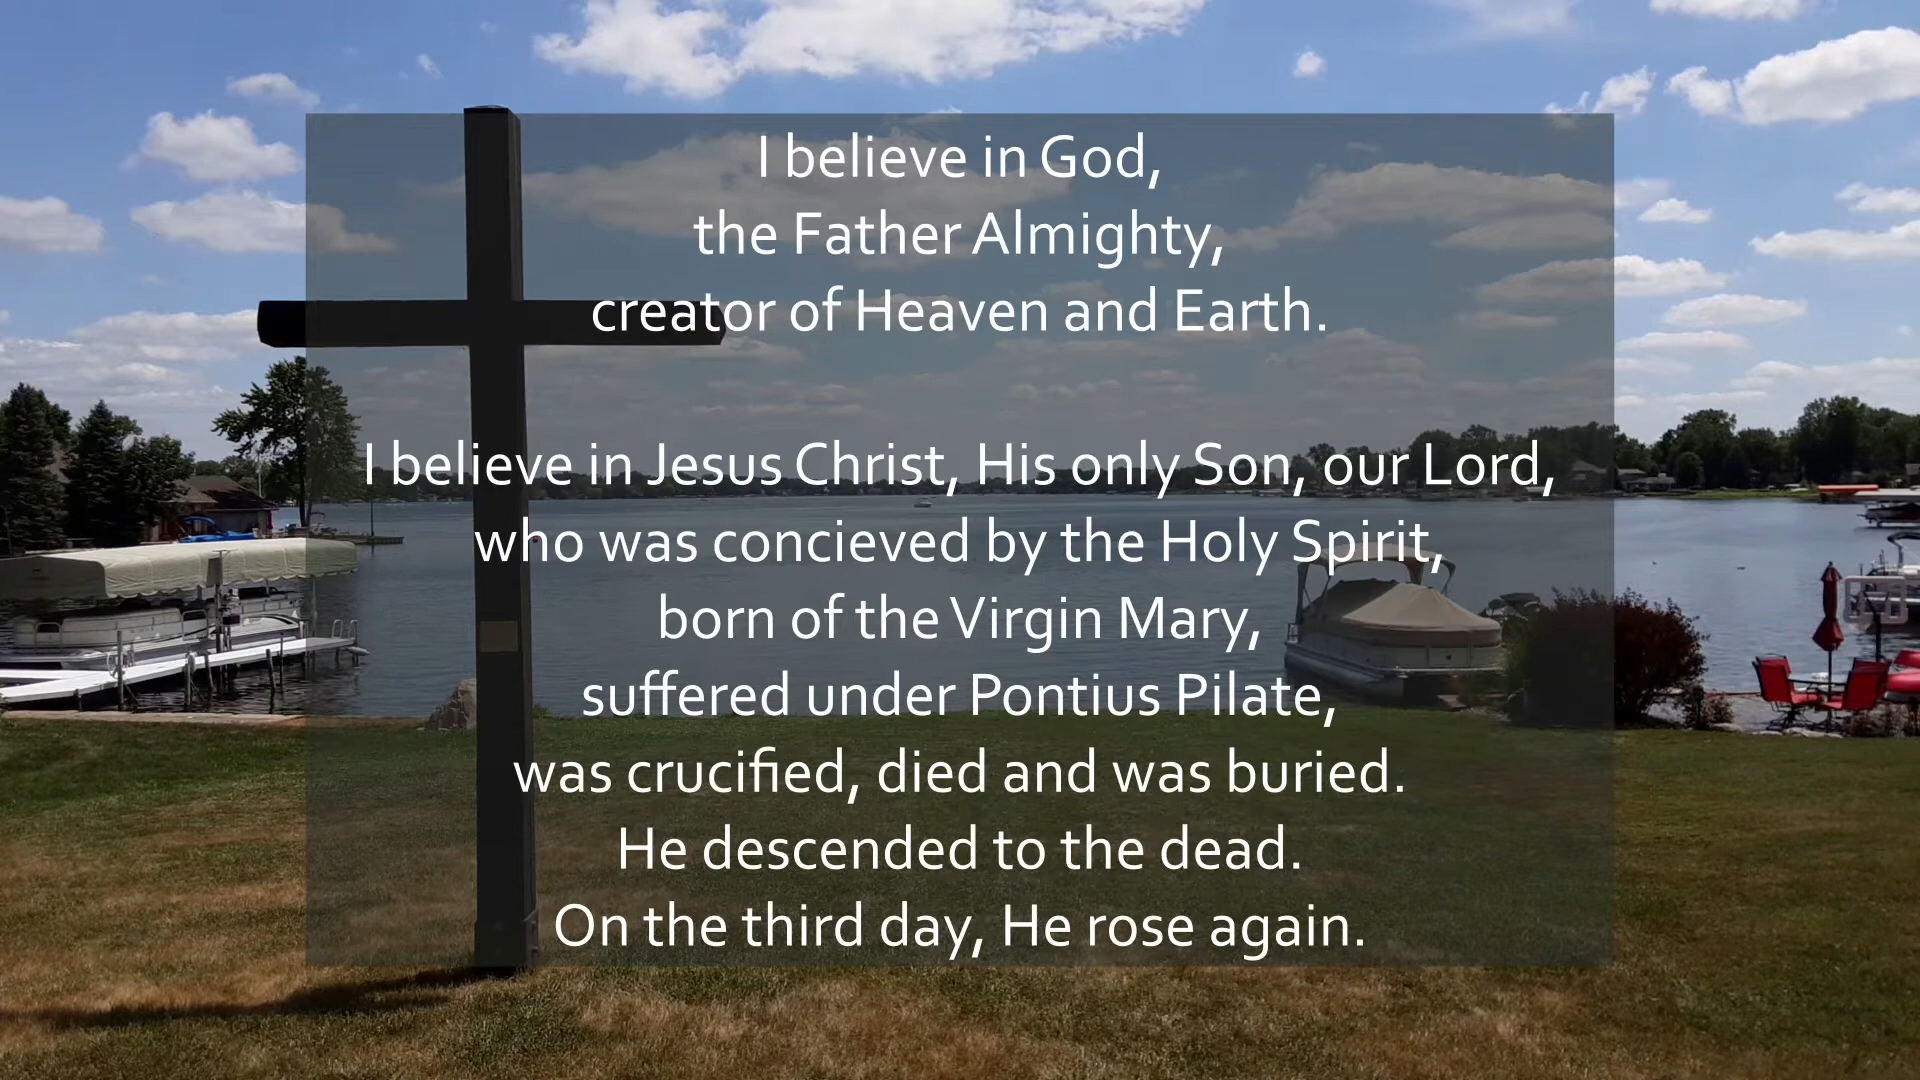 I believe in God,
the Father Almighty,
creator of Heaven and Earth.
I believe in Jesus Christ, His only Son, our Lord,
who was concieved by the Holy Spirit,
born of the Virgin Mary,
suffered under Pontius Pilate,
was crucified, died and was buried.
He descended to the dead.
On the third day, He rose again.